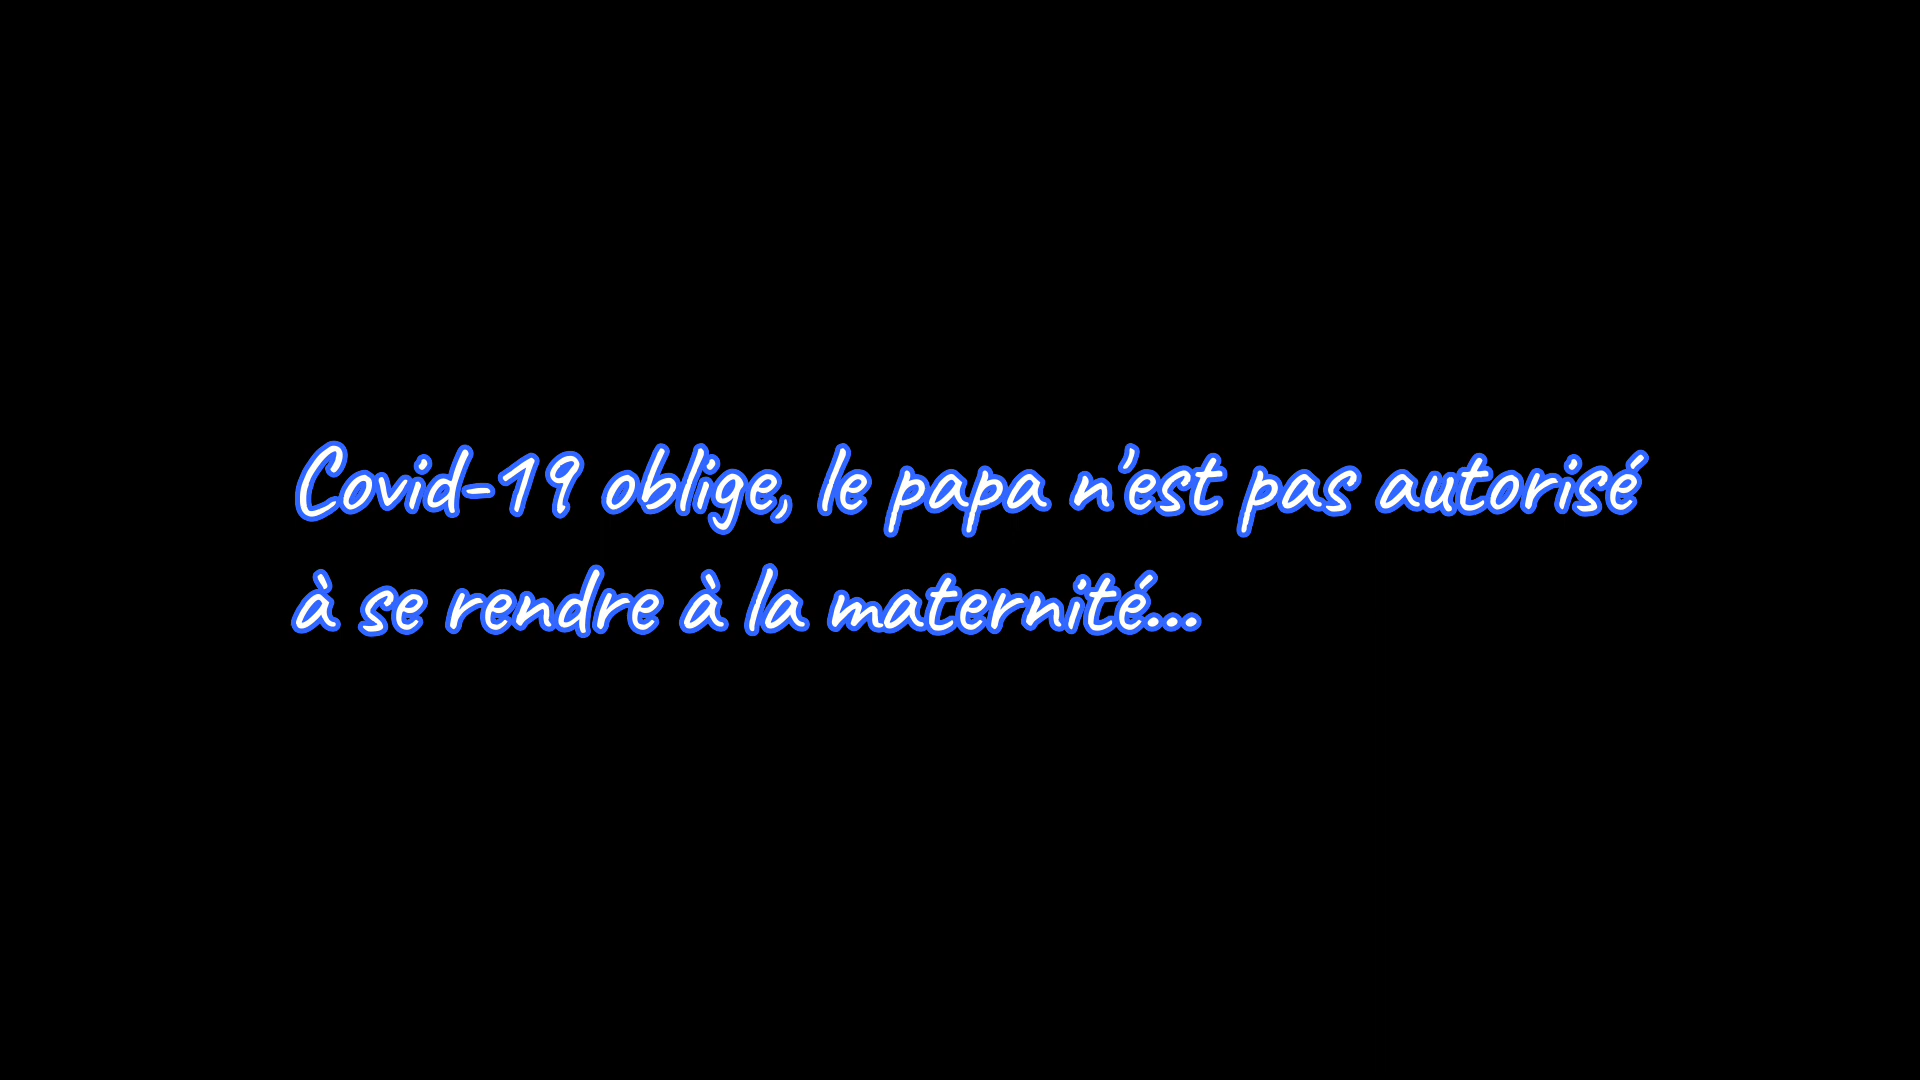 Covid-19 oblige, le papa n'est pas autorisé
à se rendre à la maternité...